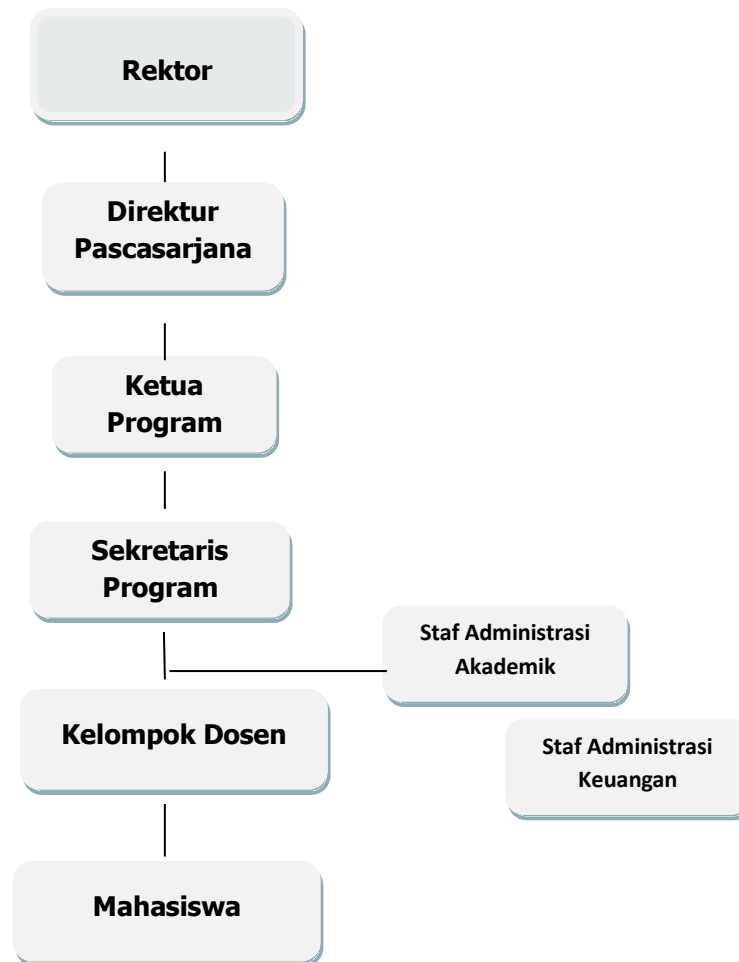 Rektor
Direktur
Pascasarjana
Ketua
Program
Sekretaris
Program
Staf Administrasi
Akademik
Kelompok Dosen
Staf Administrasi
Keuangan
Mahasiswa